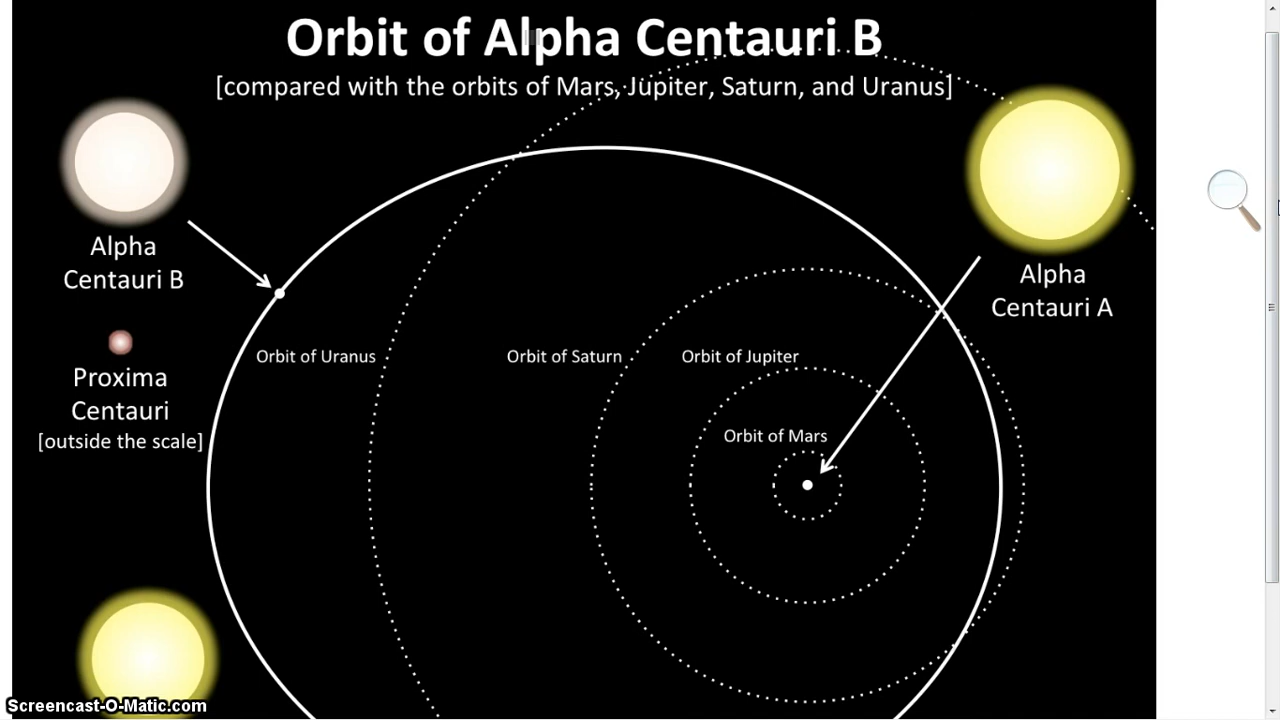 Orbit of Alpha Centauri B
[compared with the orbits of Mars, Jupiter, Saturn, and Uranus]
Alpha
Centauri B
Alpha
Centauri A
Proxima
Centauri
[outside the scale]
Orbit of Uranus
Orbit of Saturn
Orbit of Jupiter
Orbit of Mars
Screencast-O-Matic.com